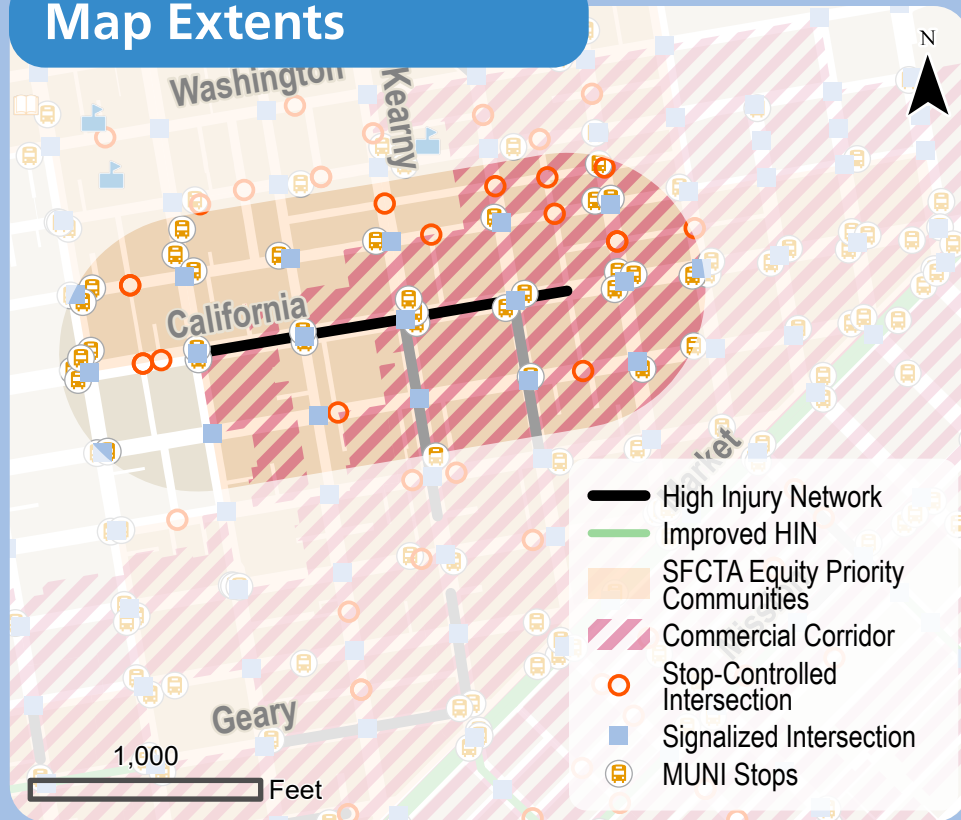 Map Extents
N
Washington
Kearny
California
Market
Mission
Geary
1,000
Feet
High Injury Network
Improved HIN
SFCTA Equity Priority
Communities
Commercial Corridor
Stop-Controlled
Intersection
Signalized Intersection
MUNI Stops